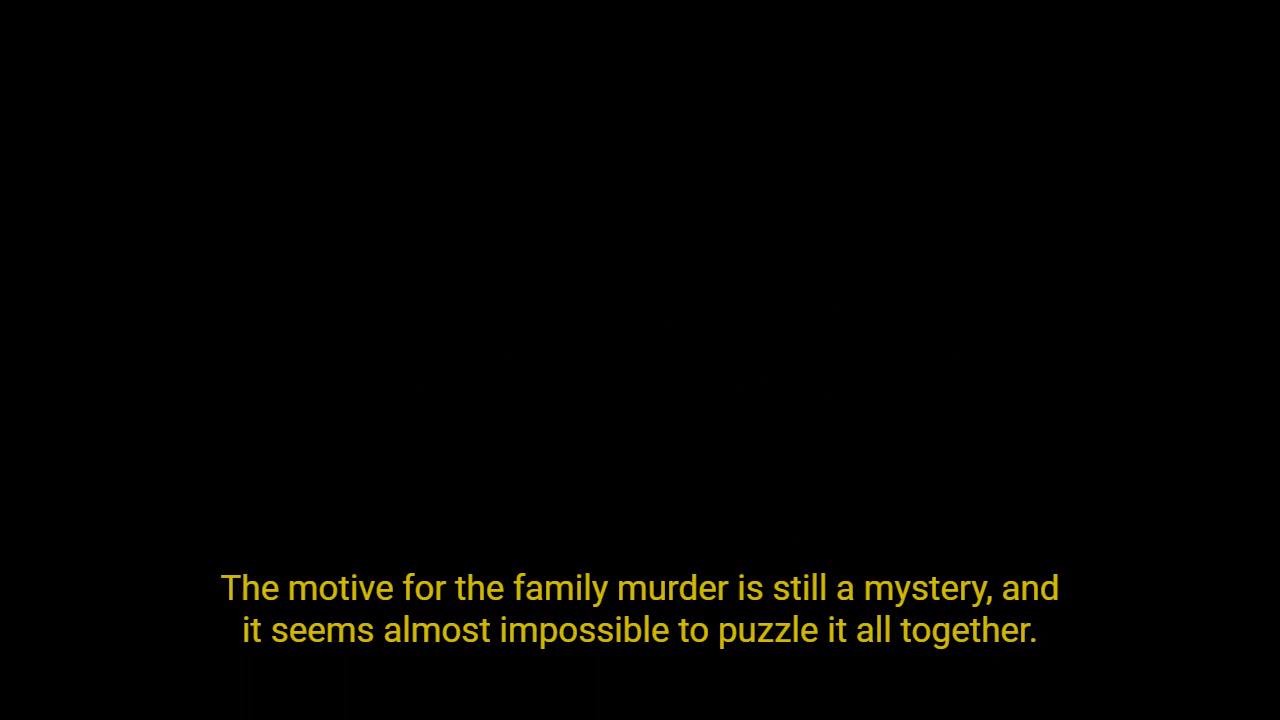 The motive for the family murder is still a mystery, and
it seems almost impossible to puzzle it all together.